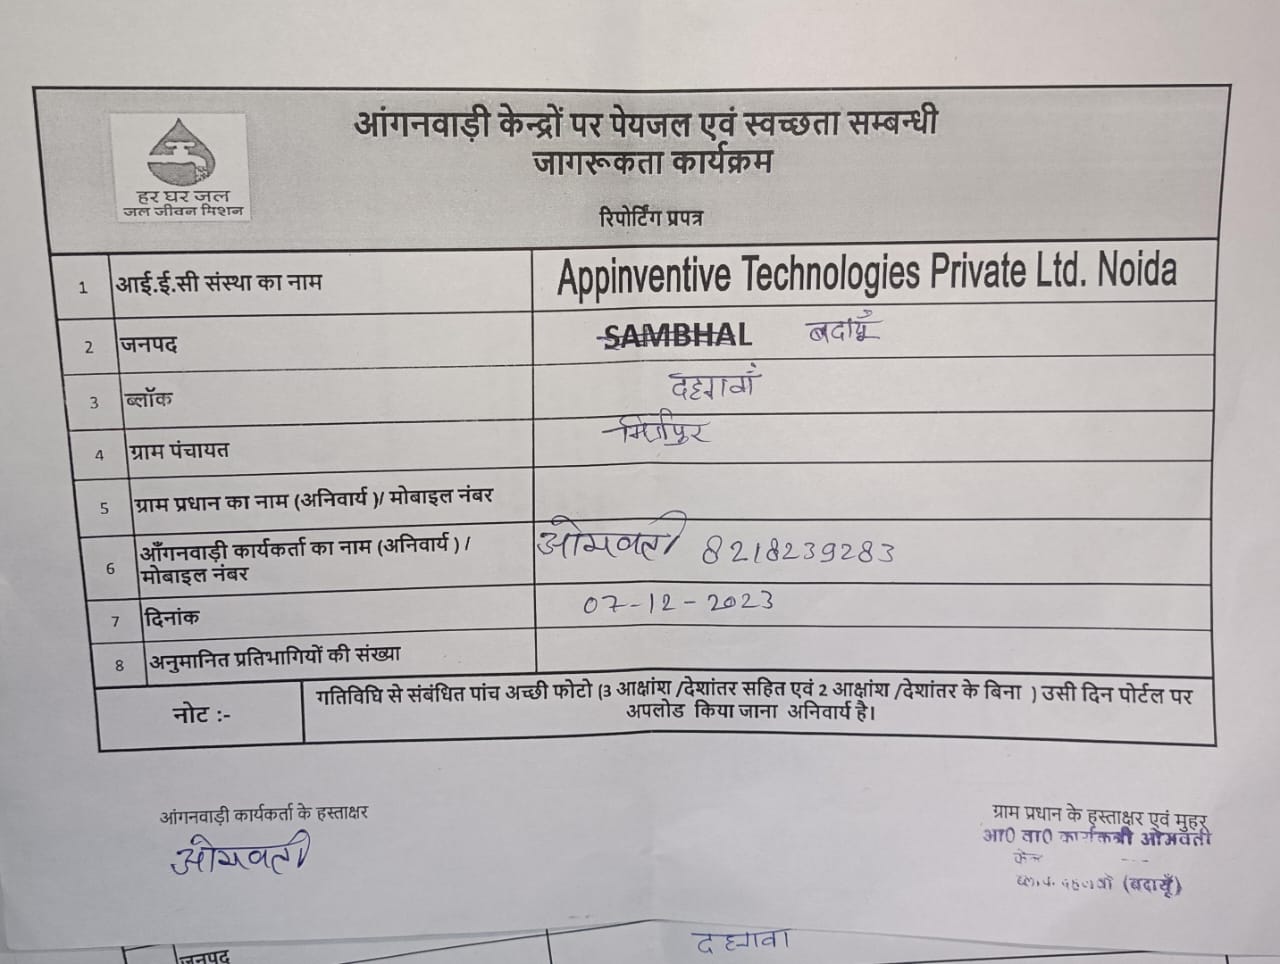 हर घर जल
जल जीवन मिशन
आंगनवाड़ी केन्द्रों पर पेयजल एवं स्वच्छता सम्बन्धी
जागरूकता कार्यक्रम
रिपोर्टिंग प्रपत्र
1 आई.ई.सी संस्था का नाम Appinventive Technologies Private Ltd. Noida
2 जनपद SAMBHAL बदायूँ
3 ब्लॉक दहगवाँ
4 ग्राम पंचायत
5 ग्राम प्रधान का नाम (अनिवार्य )/ मोबाइल नंबर
6 आँगनवाड़ी कार्यकर्ता का नाम (अनिवार्य ) / ओमवती 8218239283
मोबाइल नंबर
7 दिनांक 07-12-2023
8 अनुमानित प्रतिभागियों की संख्या
नोट :- गतिविधि से संबंधित पांच अच्छी फोटो (3 आक्षांश /देशांतर सहित एवं 2 आक्षांश /देशांतर के बिना ) उसी दिन पोर्टल पर
अपलोड किया जाना अनिवार्य है।
आंगनवाड़ी कार्यकर्ता के हस्ताक्षर
ओमवती
ग्राम प्रधान के हस्ताक्षर एवं मुहर
आ0 वा0 कार्यकत्री ओमवती
(बदायूँ)
जनपद दहगवा